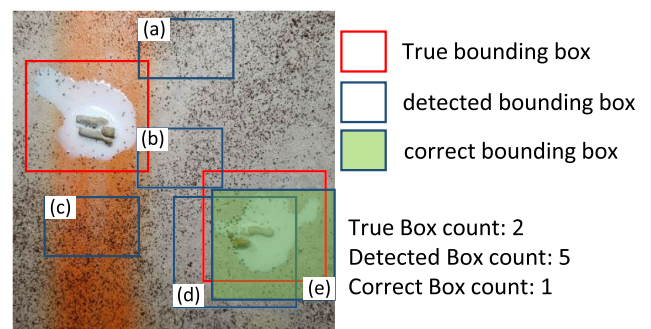 (a)
True bounding box
detected bounding box
(b)
correct bounding box
(c)
True Box count: 2
Detected Box count: 5
(d)
(e)
Correct Box count: 1